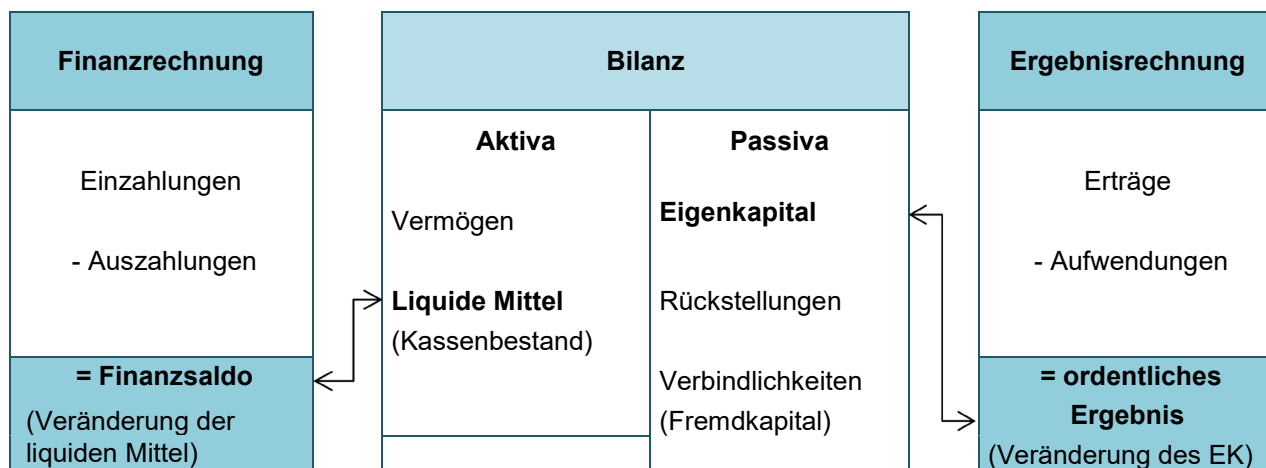 Finanzrechnung
Einzahlungen
- Auszahlungen
= Finanzsaldo
(Veränderung der
liquiden Mittel)
Bilanz
Aktiva
Vermögen
Liquide Mittel
(Kassenbestand)
Passiva
Eigenkapital
Rückstellungen
Verbindlichkeiten
(Fremdkapital)
Ergebnisrechnung
Erträge
- Aufwendungen
= ordentliches
Ergebnis
(Veränderung des EK)